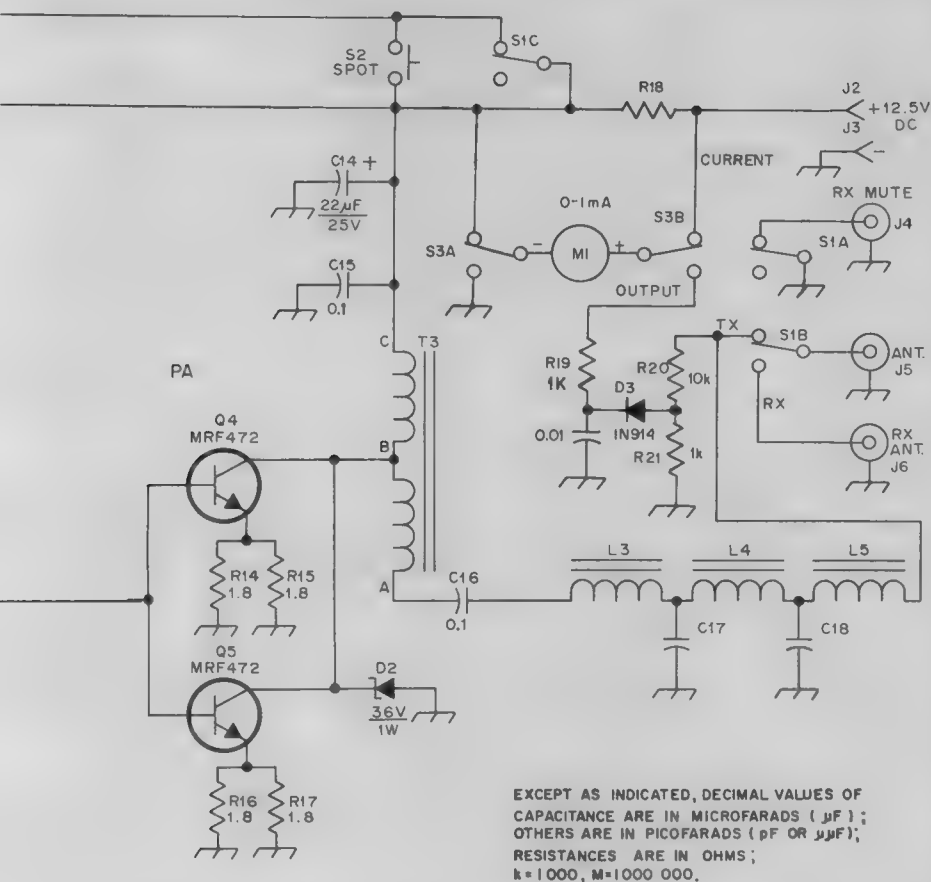 S2
SPOT
S1C
R18
J2
J3
+12.5V
DC
-
CURRENT
C14 +
22µF
25V
0-1mA
RX MUTE
J4
S3A
-
M1
+
S3B
S1A
OUTPUT
C15
0.1
C
T3
TX
S1B
ANT.
J5
PA
R19
1K
R20
10k
D3
1N914
0.01
R21
1k
RX
RX
ANT.
J6
Q4
MRF472
B
R14
1.8
R15
1.8
A
C16
0.1
L3
L4
L5
C17
C18
Q5
MRF472
D2
36V
1W
R16
1.8
R17
1.8
EXCEPT AS INDICATED, DECIMAL VALUES OF
CAPACITANCE ARE IN MICROFARADS ( µF ) ;
OTHERS ARE IN PICOFARADS ( pF OR µµF);
RESISTANCES ARE IN OHMS ;
k=1000, M=1000 000.